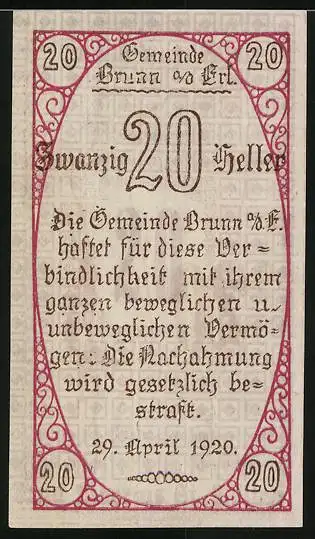 20 Gemeinde 20
Brunn a/d Erl.
Zwanzig 20 Heller
Die Gemeinde Brunn a/d. E.
haftet für diese Ver=
bindlichkeit mit ihrem
ganzen beweglichen u.
unbeweglichen Vermö=
gen. Die Nachahmung
wird gesetzlich be=
straft.
29. April 1920.
20 20